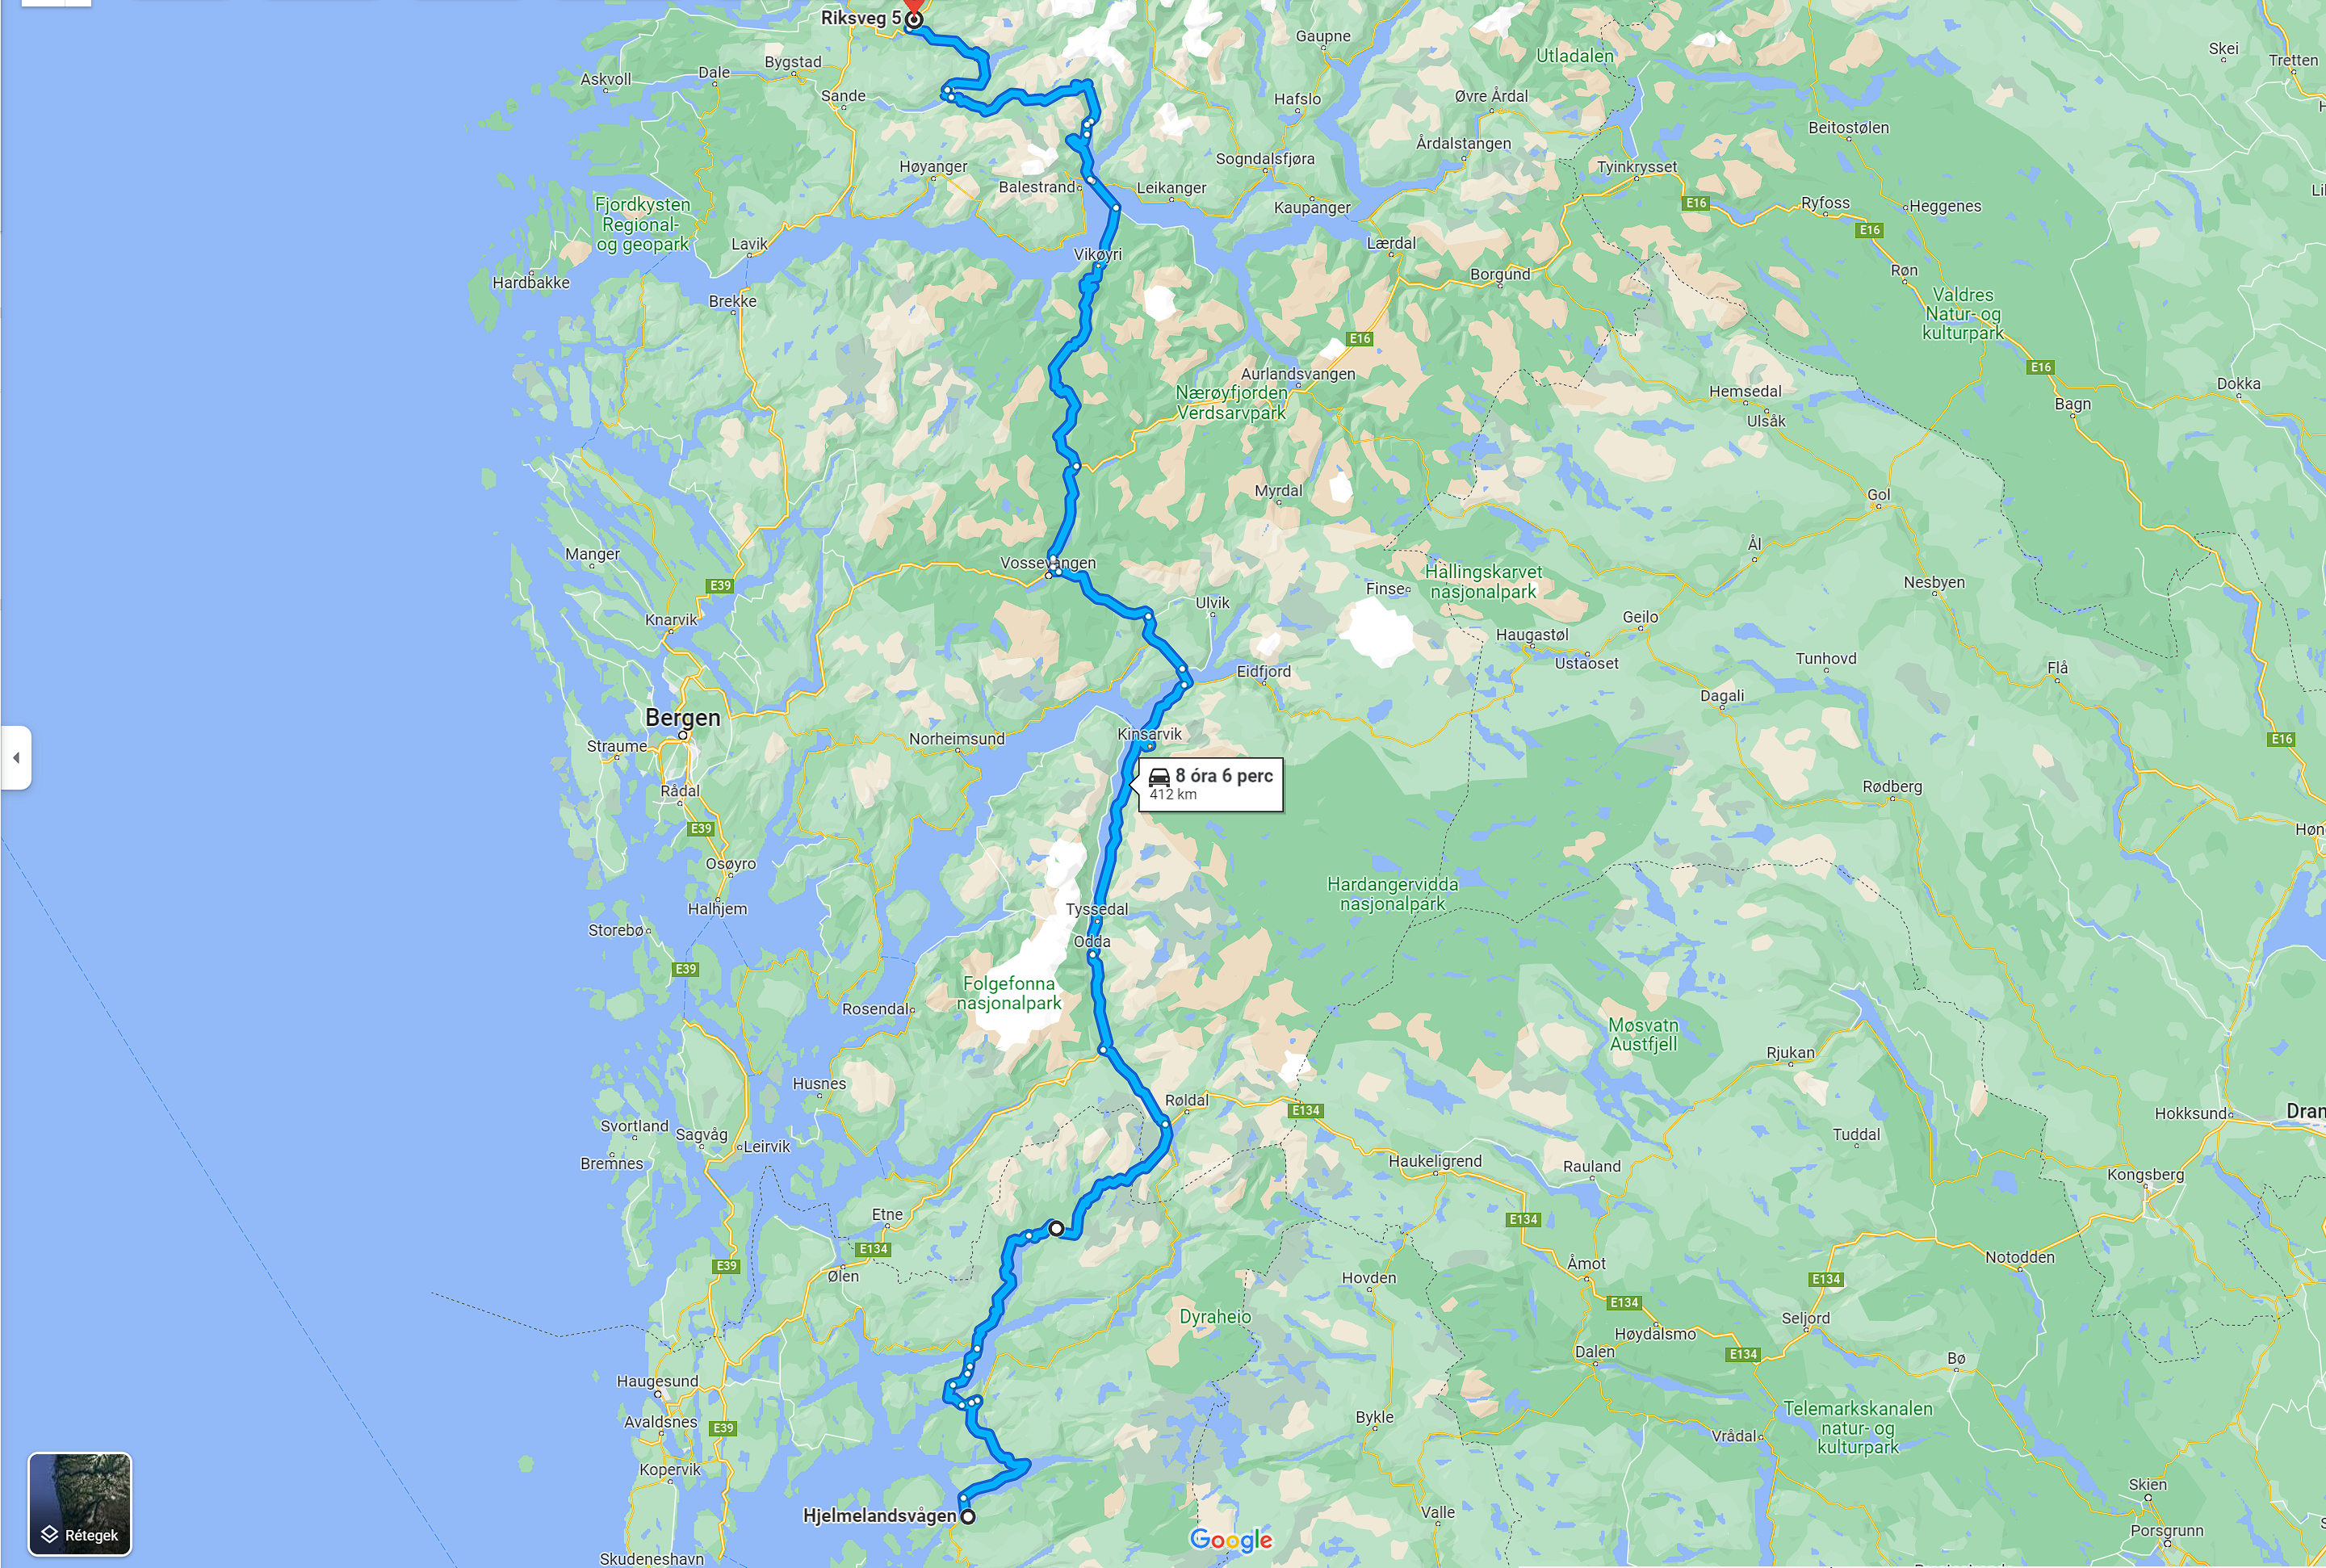 Riksveg 5
Gaupne
Skei
Utladalen
Tretten
Askvoll
Dale
Bygstad
Sande
Hafslo
Øvre Årdal
Beitostølen
Årdalstangen
Høyanger
Sogndalsfjøra
Tyinkrysset
Balestrand
Leikanger
Kaupanger
E16
Ryfoss
Heggenes
Fjordkysten
Regional-
og geopark
E16
Lavik
Vikøyri
Lærdal
Borgund
Røn
Hardbakke
Brekke
Valdres
Natur- og
kulturpark
E16
E16
Aurlandsvangen
Nærøyfjorden
Verdsarvpark
Hemsedal
Ulsåk
Dokka
Bagn
Myrdal
Gol
Manger
Vossevangen
Ål
E39
Hallingskarvet
nasjonalpark
Finse
Nesbyen
Ulvik
Knarvik
Geilo
Haugastøl
Ustaoset
Tunhovd
Flå
Eidfjord
Dagali
Bergen
Straume
Norheimsund
Kinsarvik
E16
8 óra 6 perc
412 km
Rådal
Rødberg
E39
Osøyro
Halhjem
Hardangervidda
nasjonalpark
Tyssedal
Storebø
Odda
E39
Folgefonna
nasjonalpark
Rosendal
Møsvatn
Austfjell
Rjukan
Husnes
Røldal
E134
Hokksund
Svortland
Sagvåg
Leirvik
Tuddal
Bremnes
Haukeligrend
Rauland
Kongsberg
Etne
E134
E134
E39
Ølen
Hovden
Åmot
Notodden
E134
E134
Dyraheio
Høydalsmo
Seljord
E134
Dalen
Bø
Haugesund
Avaldsnes
E39
Bykle
Telemarkskanalen
natur- og
kulturpark
Vrådal
Kopervik
Skien
Hjelmelandsvågen
Valle
Rétegek
Google
Porsgrunn
Skudeneshavn